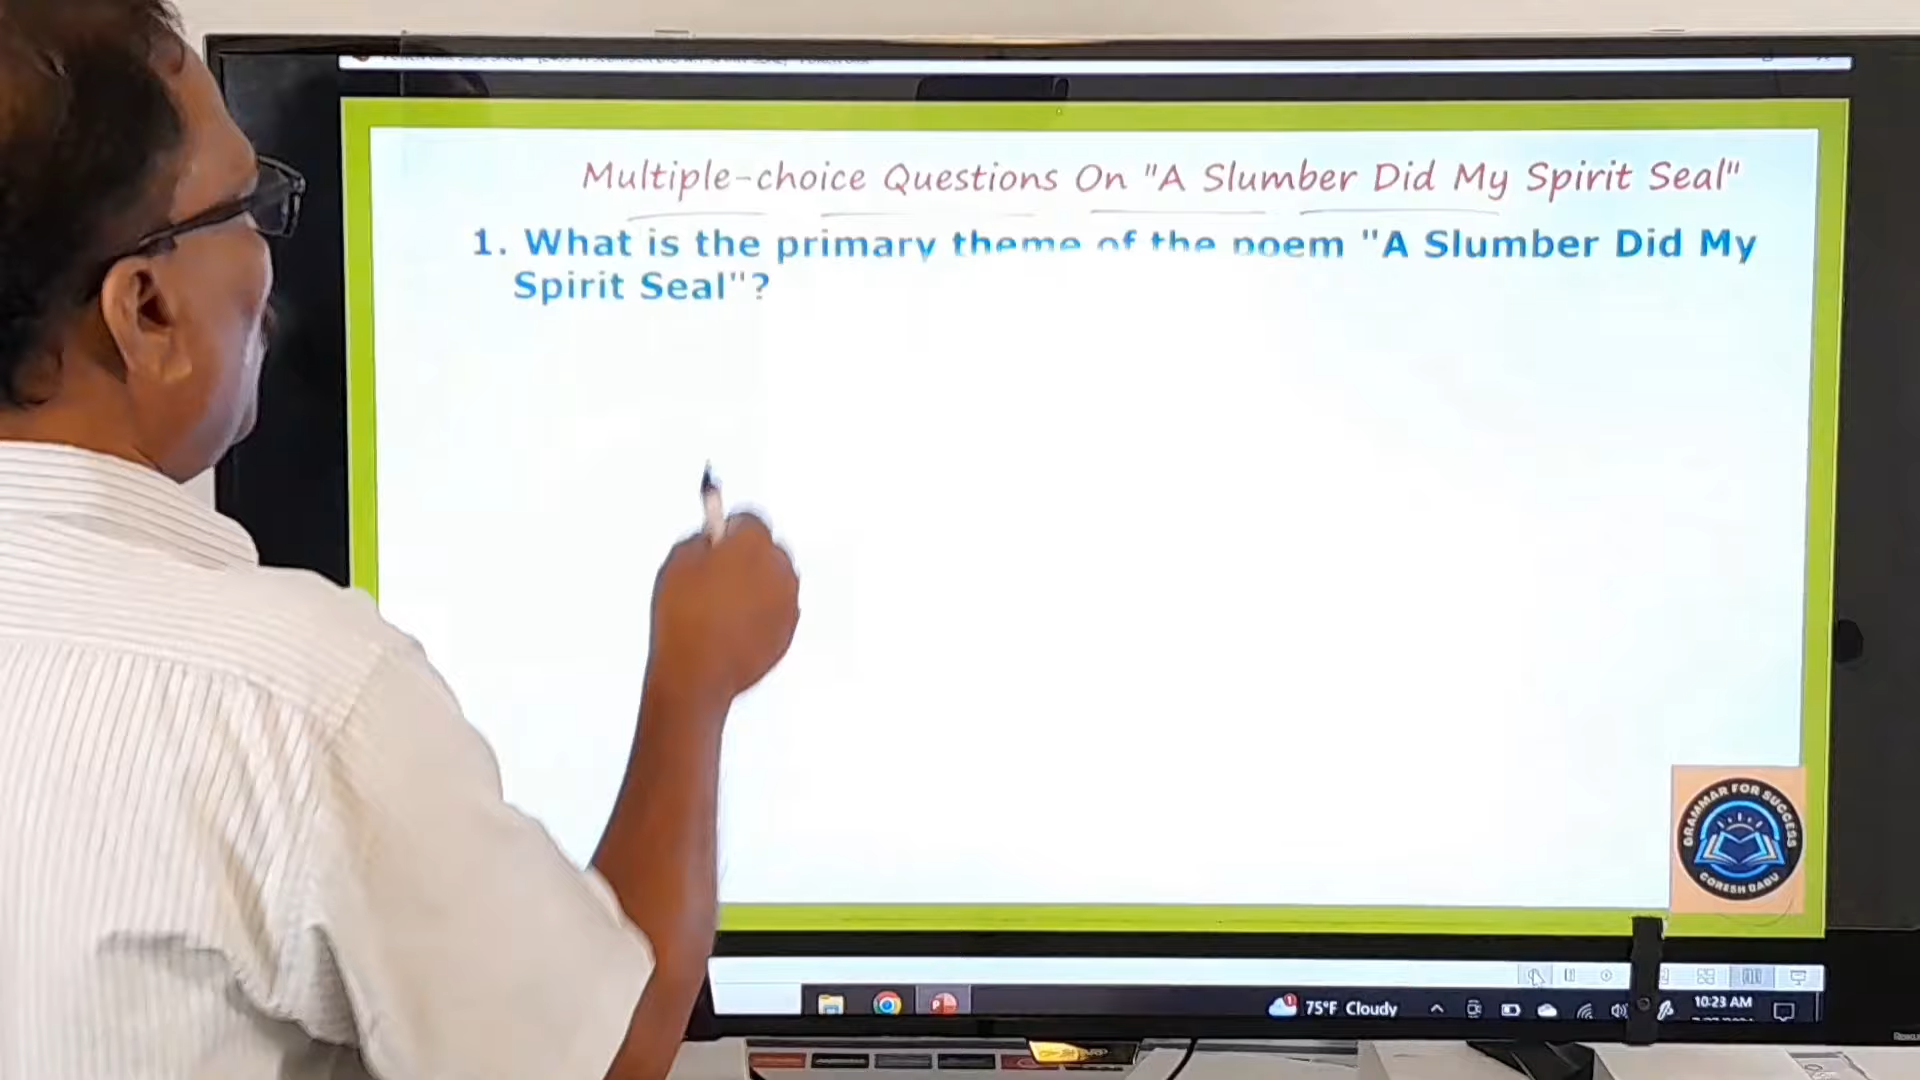 Multiple-choice Questions On "A Slumber Did My Spirit Seal"
1. What is the primary theme of the poem "A Slumber Did My
Spirit Seal"?
GRAMMAR FOR SUCCESS
75°F Cloudy
10:23 AM